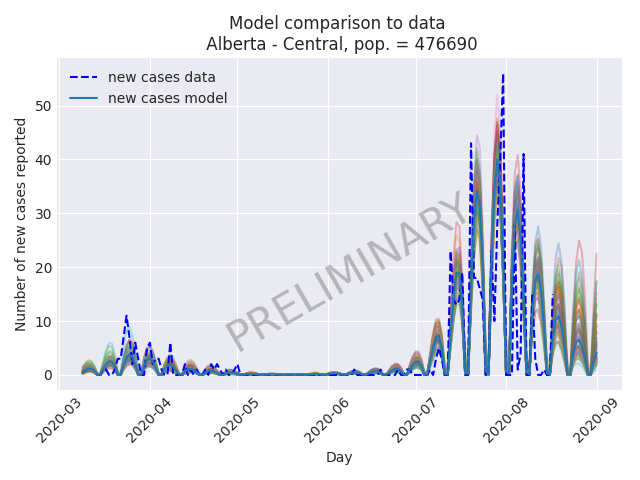 Model comparison to data
Alberta - Central, pop. = 476690
new cases data
new cases model
PRELIMINARY
Number of new cases reported
50
40
30
20
10
0
2020-03
2020-04
2020-05
2020-06
2020-07
2020-08
2020-09
Day